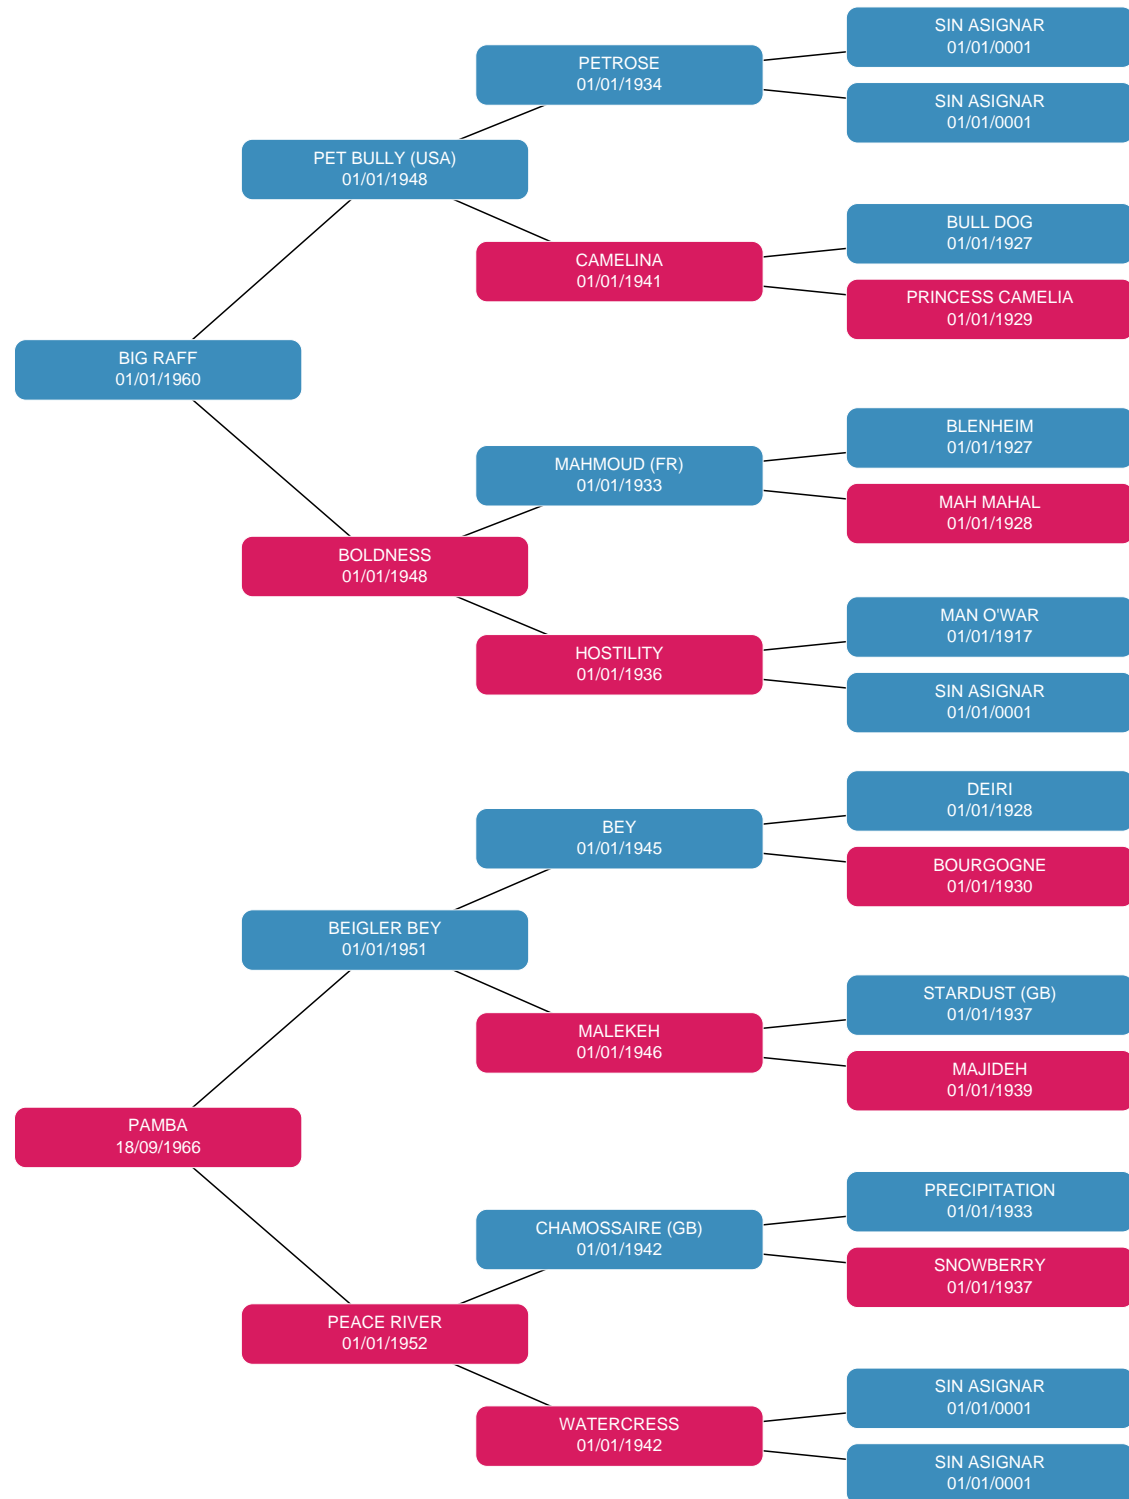 SIN ASIGNAR
01/01/0001
PETROSE
01/01/1934
SIN ASIGNAR
01/01/0001
PET BULLY (USA)
01/01/1948
BULL DOG
01/01/1927
CAMELINA
01/01/1941
PRINCESS CAMELIA
01/01/1929
BIG RAFF
01/01/1960
BLENHEIM
01/01/1927
MAHMOUD (FR)
01/01/1933
MAH MAHAL
01/01/1928
BOLDNESS
01/01/1948
MAN O'WAR
01/01/1917
HOSTILITY
01/01/1936
SIN ASIGNAR
01/01/0001
DEIRI
01/01/1928
BEY
01/01/1945
BOURGOGNE
01/01/1930
BEIGLER BEY
01/01/1951
STARDUST (GB)
01/01/1937
MALEKEH
01/01/1946
MAJIDEH
01/01/1939
PAMBA
18/09/1966
PRECIPITATION
01/01/1933
CHAMOSSAIRE (GB)
01/01/1942
SNOWBERRY
01/01/1937
PEACE RIVER
01/01/1952
SIN ASIGNAR
01/01/0001
WATERCRESS
01/01/1942
SIN ASIGNAR
01/01/0001